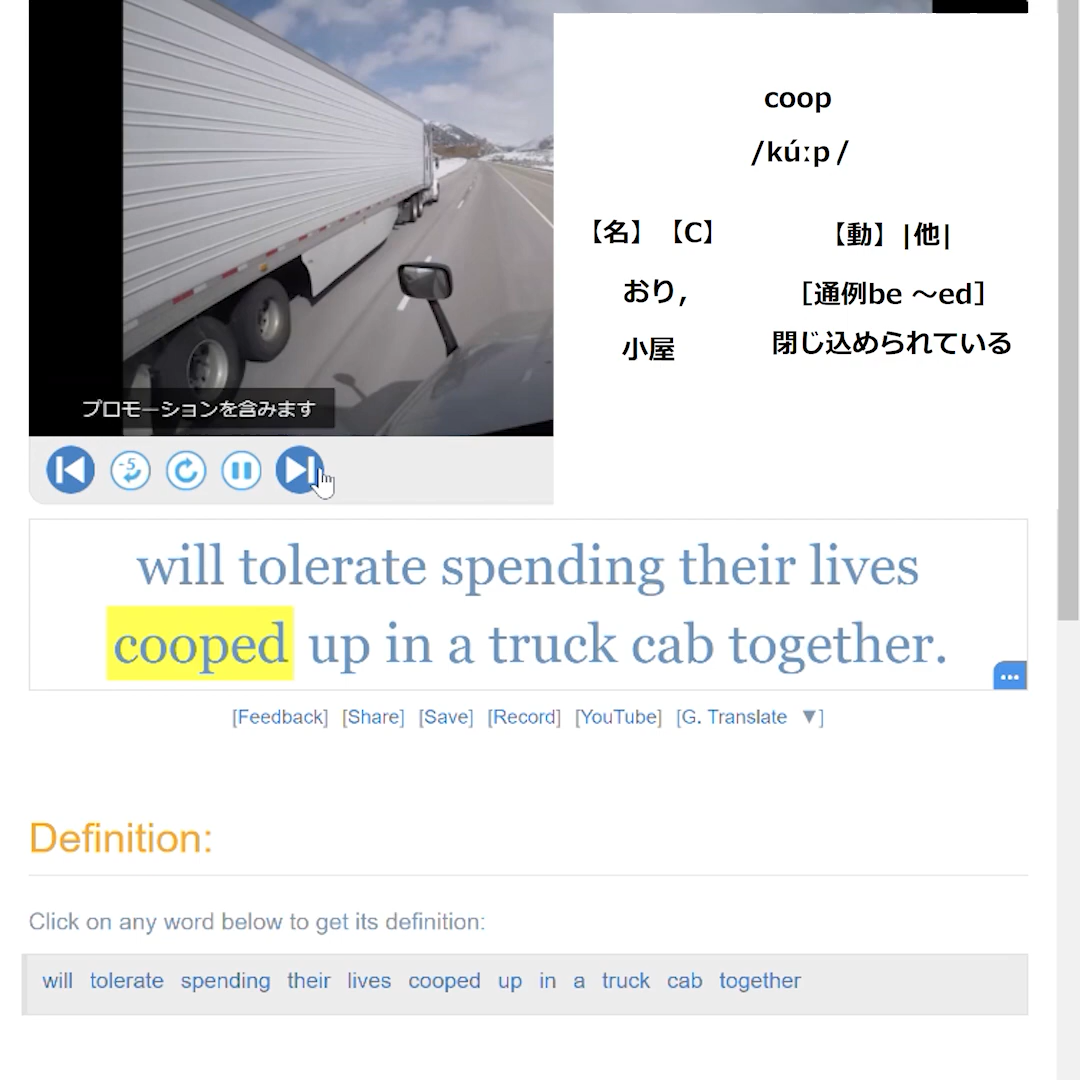 coop
/kúːp /
【名】【C】
おり,
小屋
【動】|他|
［通例be ～ed］
閉じ込められている
プロモーションを含みます
-5
will tolerate spending their lives
cooped up in a truck cab together.
[Feedback] [Share] [Save] [Record] [YouTube] [G. Translate ▼]
Definition:
Click on any word below to get its definition:
will tolerate spending their lives cooped up in a truck cab together